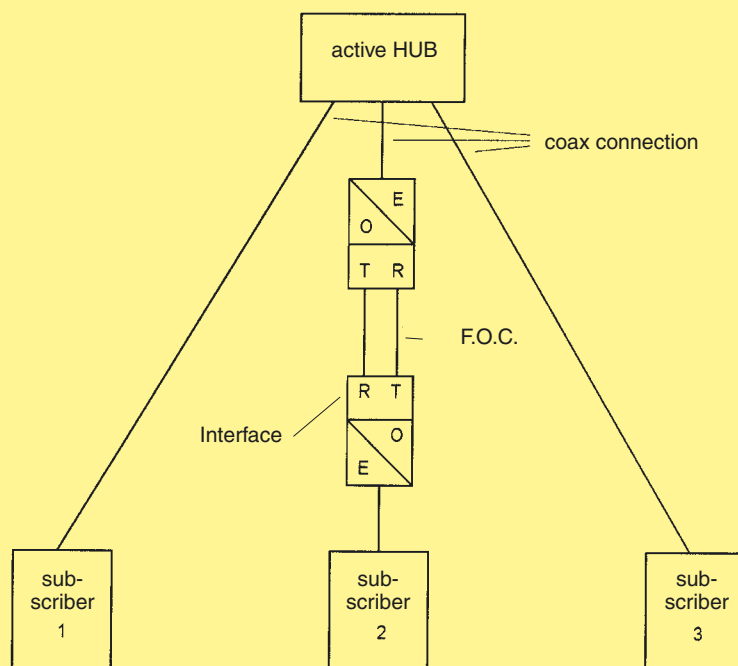 active HUB
coax connection
E
O
T R
F.O.C.
R T
Interface
O
E
sub-
scriber
1
sub-
scriber
2
sub-
scriber
3